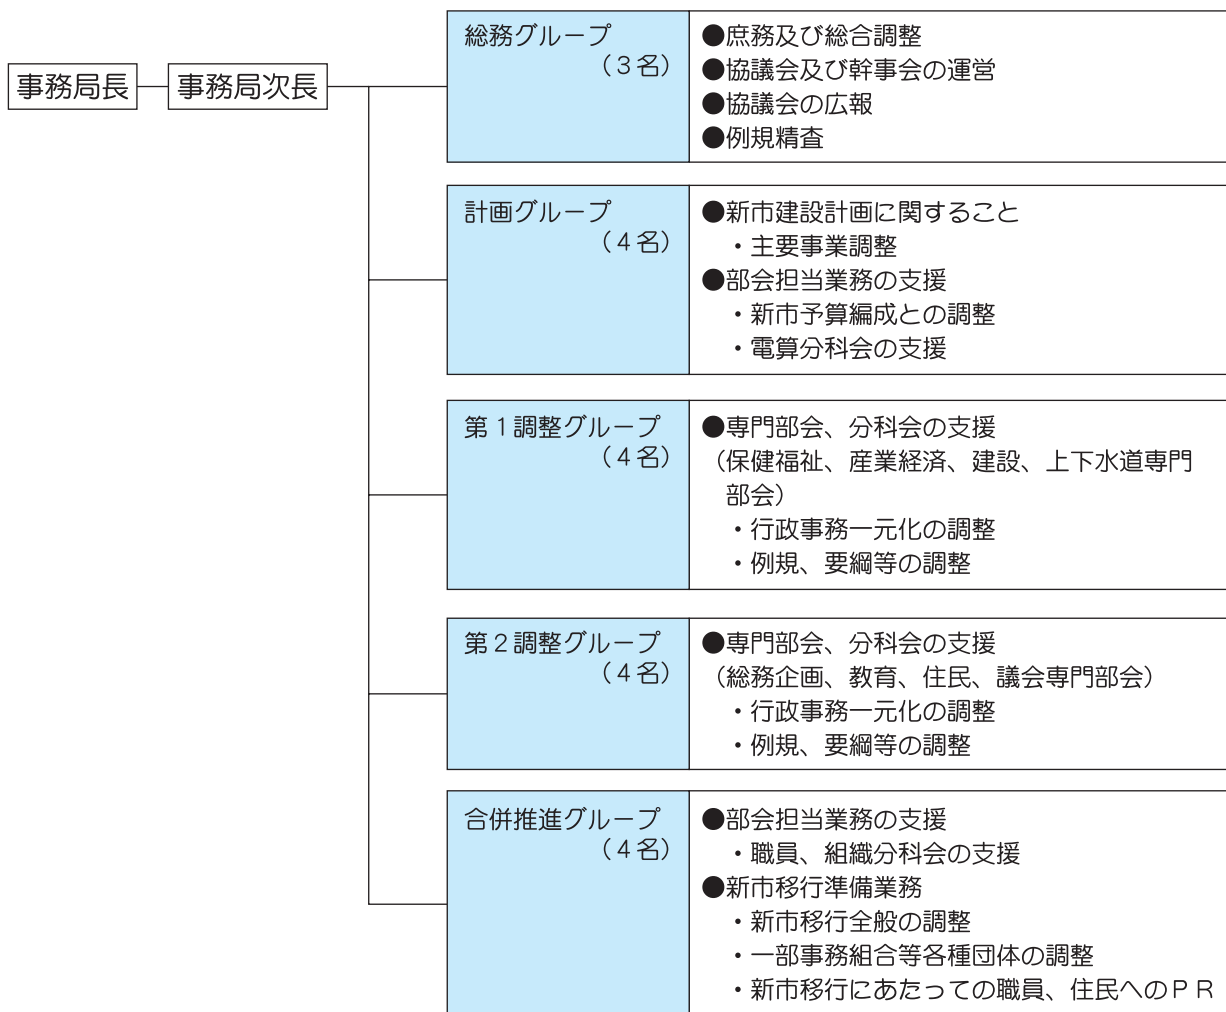 事務局長
事務局次長
総務グループ
（３名）
●庶務及び総合調整
●協議会及び幹事会の運営
●協議会の広報
●例規精査
計画グループ
（４名）
●新市建設計画に関すること
・主要事業調整
●部会担当業務の支援
・新市予算編成との調整
・電算分科会の支援
第１調整グループ
（４名）
●専門部会、分科会の支援
（保健福祉、産業経済、建設、上下水道専門
部会）
・行政事務一元化の調整
・例規、要綱等の調整
第２調整グループ
（４名）
●専門部会、分科会の支援
（総務企画、教育、住民、議会専門部会）
・行政事務一元化の調整
・例規、要綱等の調整
合併推進グループ
（４名）
●部会担当業務の支援
・職員、組織分科会の支援
●新市移行準備業務
・新市移行全般の調整
・一部事務組合等各種団体の調整
・新市移行にあたっての職員、住民へのＰＲ